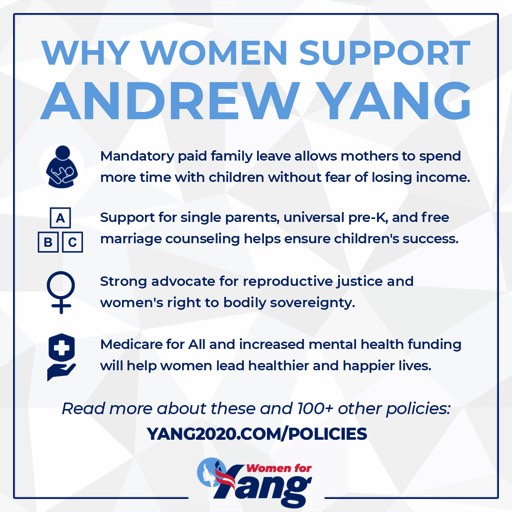 WHY WOMEN SUPPORT
ANDREW YANG
Mandatory paid family leave allows mothers to spend
more time with children without fear of losing income.
A
B C
Support for single parents, universal pre-K, and free
marriage counseling helps ensure children's success.
Strong advocate for reproductive justice and
women's right to bodily sovereignty.
Medicare for All and increased mental health funding
will help women lead healthier and happier lives.
Read more about these and 100+ other policies:
YANG2020.COM/POLICIES
Women for
Yang